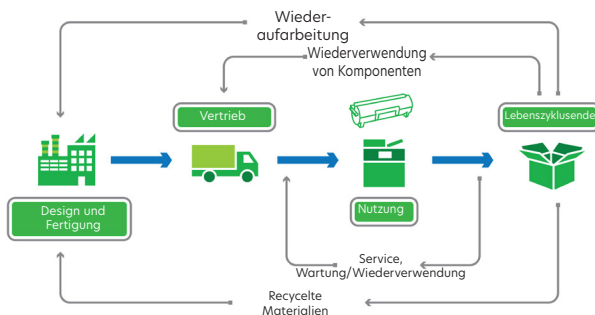 Wieder-
aufarbeitung
Wiederverwendung
von Komponenten
Vertrieb
Lebenszyklusende
Design und
Fertigung
Nutzung
Service,
Wartung/Wiederverwendung
Recycelte
Materialien